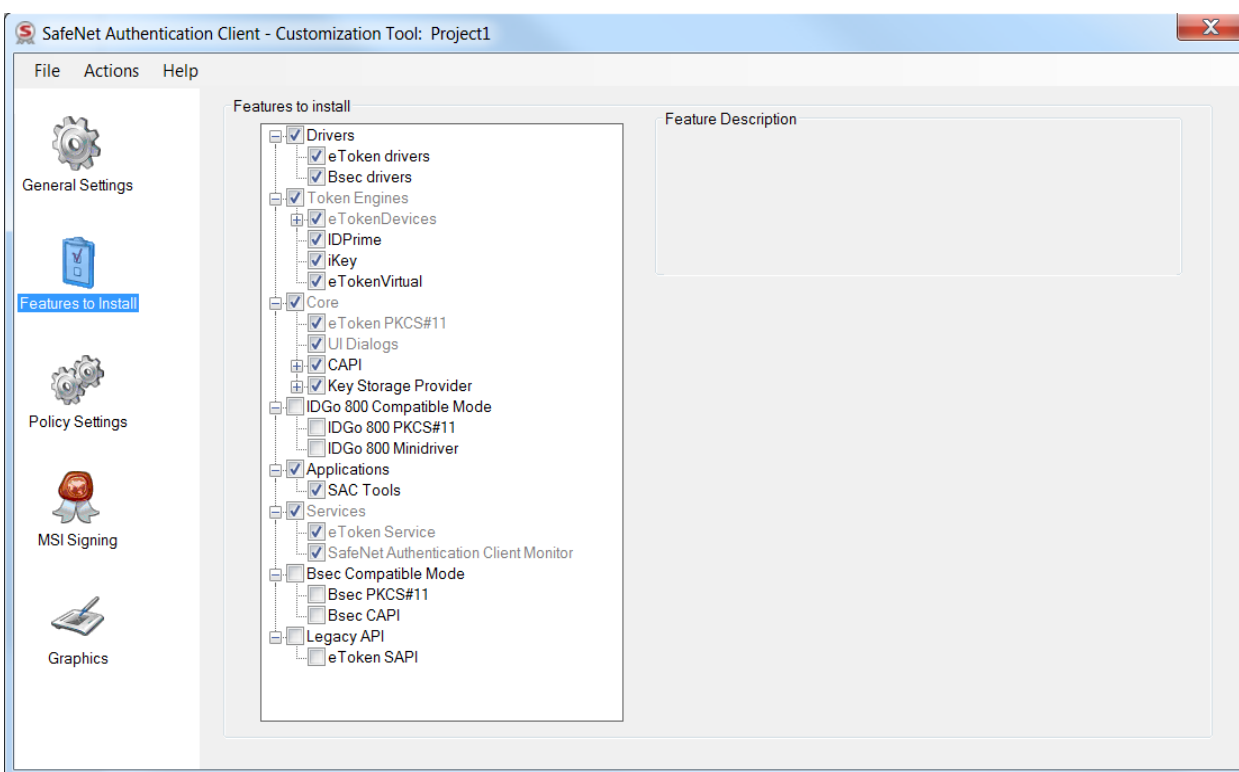 SafeNet Authentication Client - Customization Tool: Project1
File Actions Help
General Settings
Features to Install
Policy Settings
MSI Signing
Graphics
Features to install
Drivers
eToken drivers
Bsec drivers
Token Engines
eTokenDevices
IDPrime
iKey
eTokenVirtual
Core
eToken PKCS#11
UI Dialogs
CAPI
Key Storage Provider
IDGo 800 Compatible Mode
IDGo 800 PKCS#11
IDGo 800 Minidriver
Applications
SAC Tools
Services
eToken Service
SafeNet Authentication Client Monitor
Bsec Compatible Mode
Bsec PKCS#11
Bsec CAPI
Legacy API
eToken SAPI
Feature Description